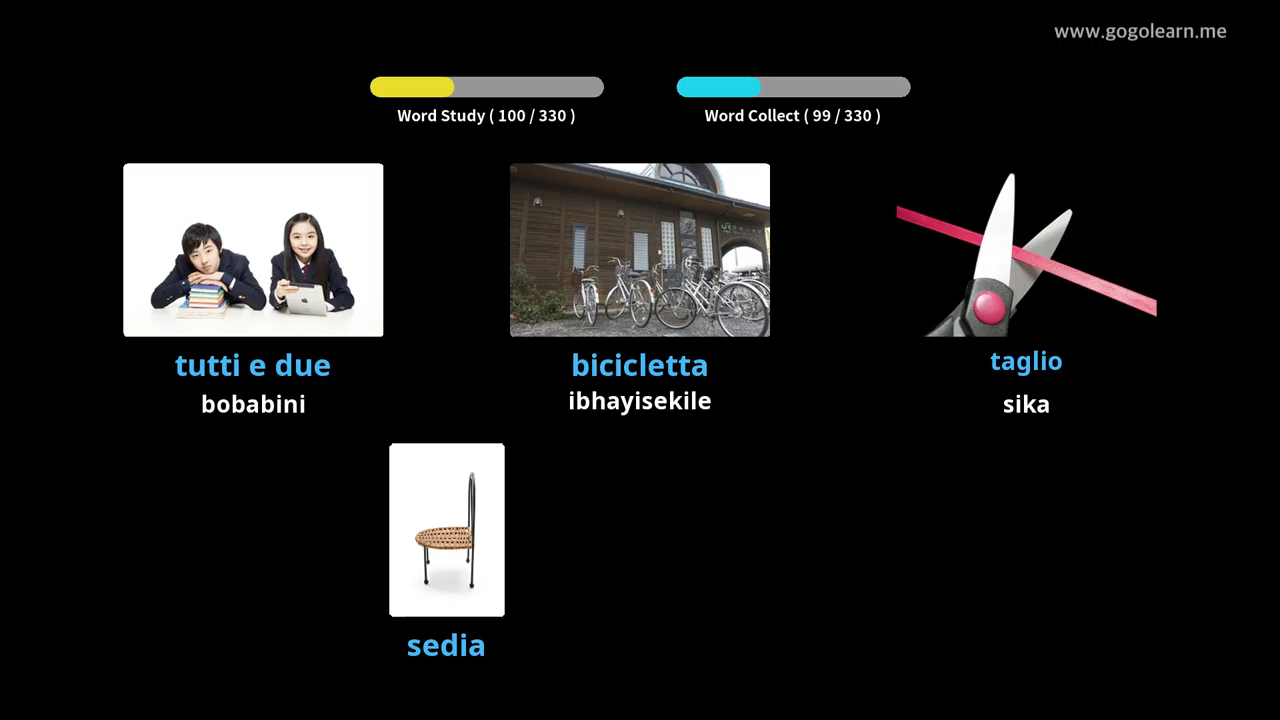 www.gogolearn.me
Word Study ( 100 / 330 )
Word Collect ( 99 / 330 )
tutti e due
bobabini
bicicletta
ibhayisekile
taglio
sika
sedia